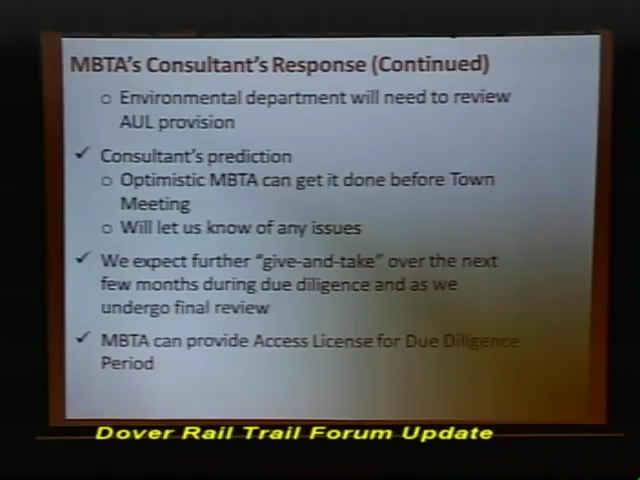 MBTA's Consultant's Response (Continued)
o Environmental department will need to review
AUL provision
✓ Consultant's prediction
o Optimistic MBTA can get it done before Town
Meeting
o Will let us know of any issues
✓ We expect further "give-and-take" over the next
few months during due diligence and as we
undergo final review
✓ MBTA can provide Access License for Due Diligence
Period
Dover Rail Trail Forum Update